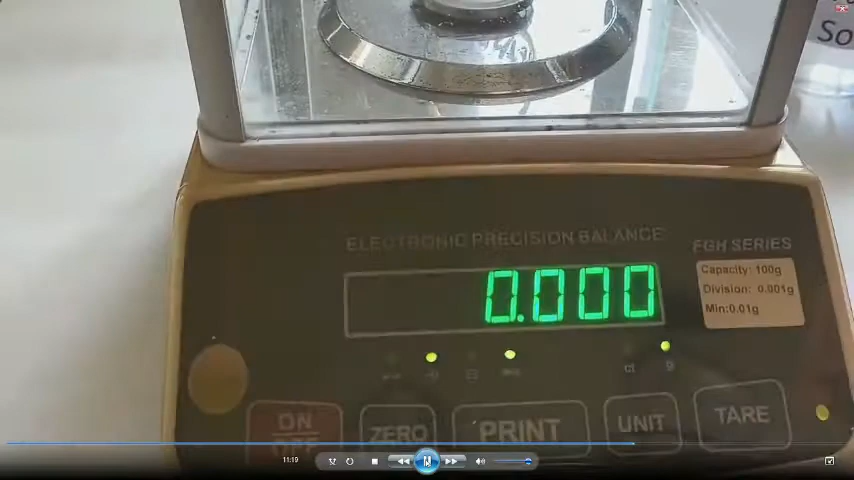 So
ELECTRONIC PRECISION BALANCE
FGH SERIES
Capacity: 100g
Division: 0.001g
Min:0.01g
0.000
ct g
ON
OFF
ZERO
PRINT
UNIT
TARE
11:19